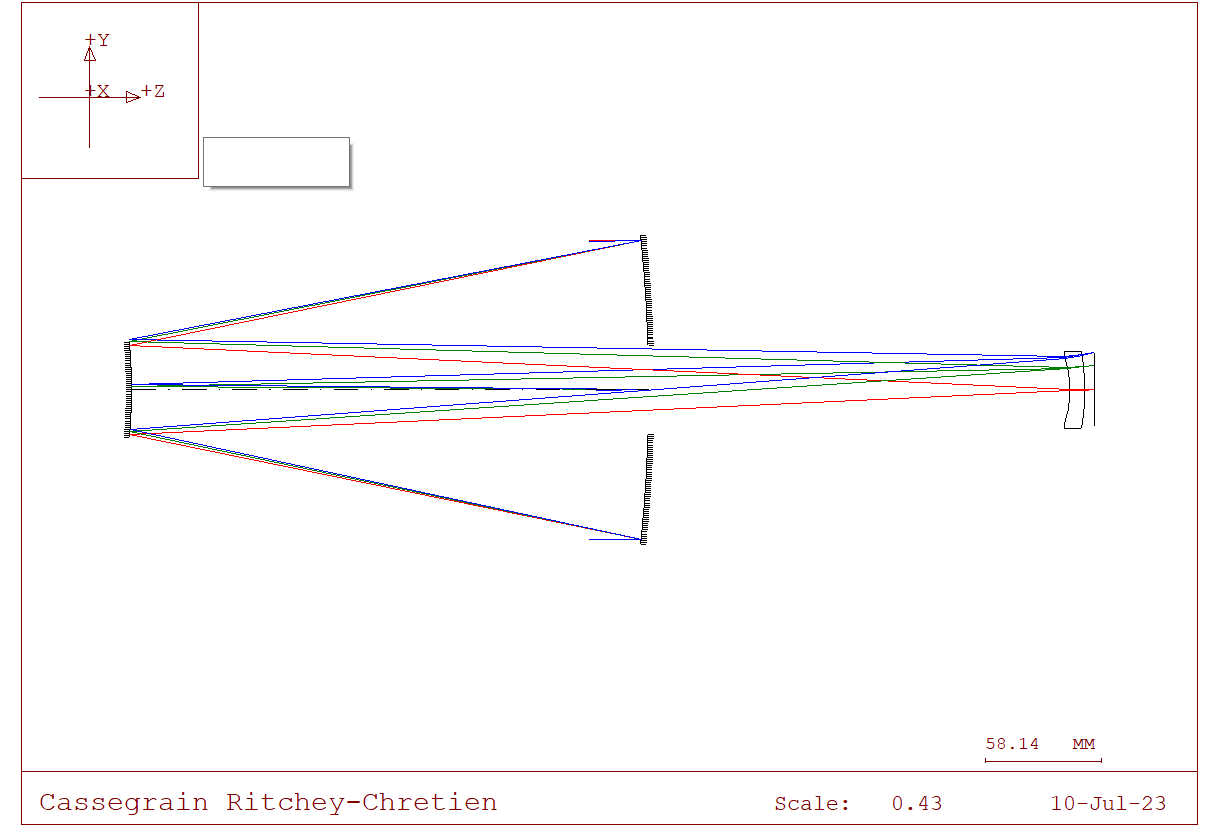 +Y
+X +Z
58.14 MM
Cassegrain Ritchey-Chretien Scale: 0.43 10-Jul-23